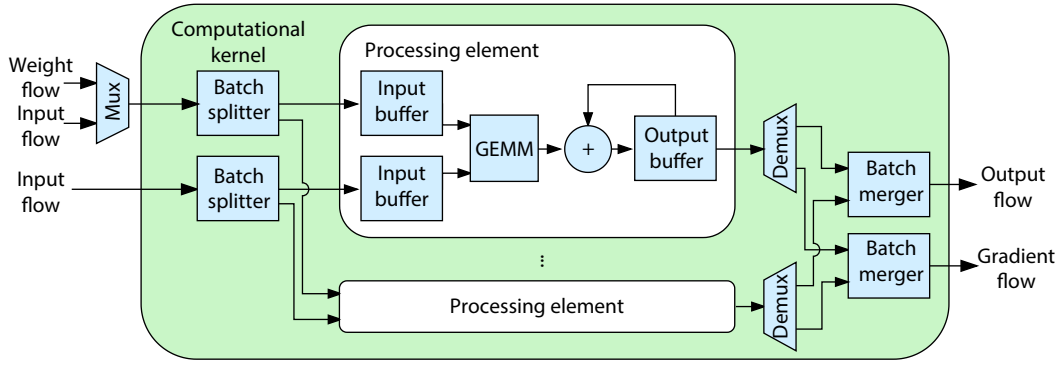 Computational
kernel
Processing element
Weight
flow
Input
flow
Mux
Batch
splitter
Input
buffer
GEMM
+
Output
buffer
Demux
Input
flow
Batch
splitter
Input
buffer
Batch
merger
Output
flow
...
Processing element
Demux
Batch
merger
Gradient
flow